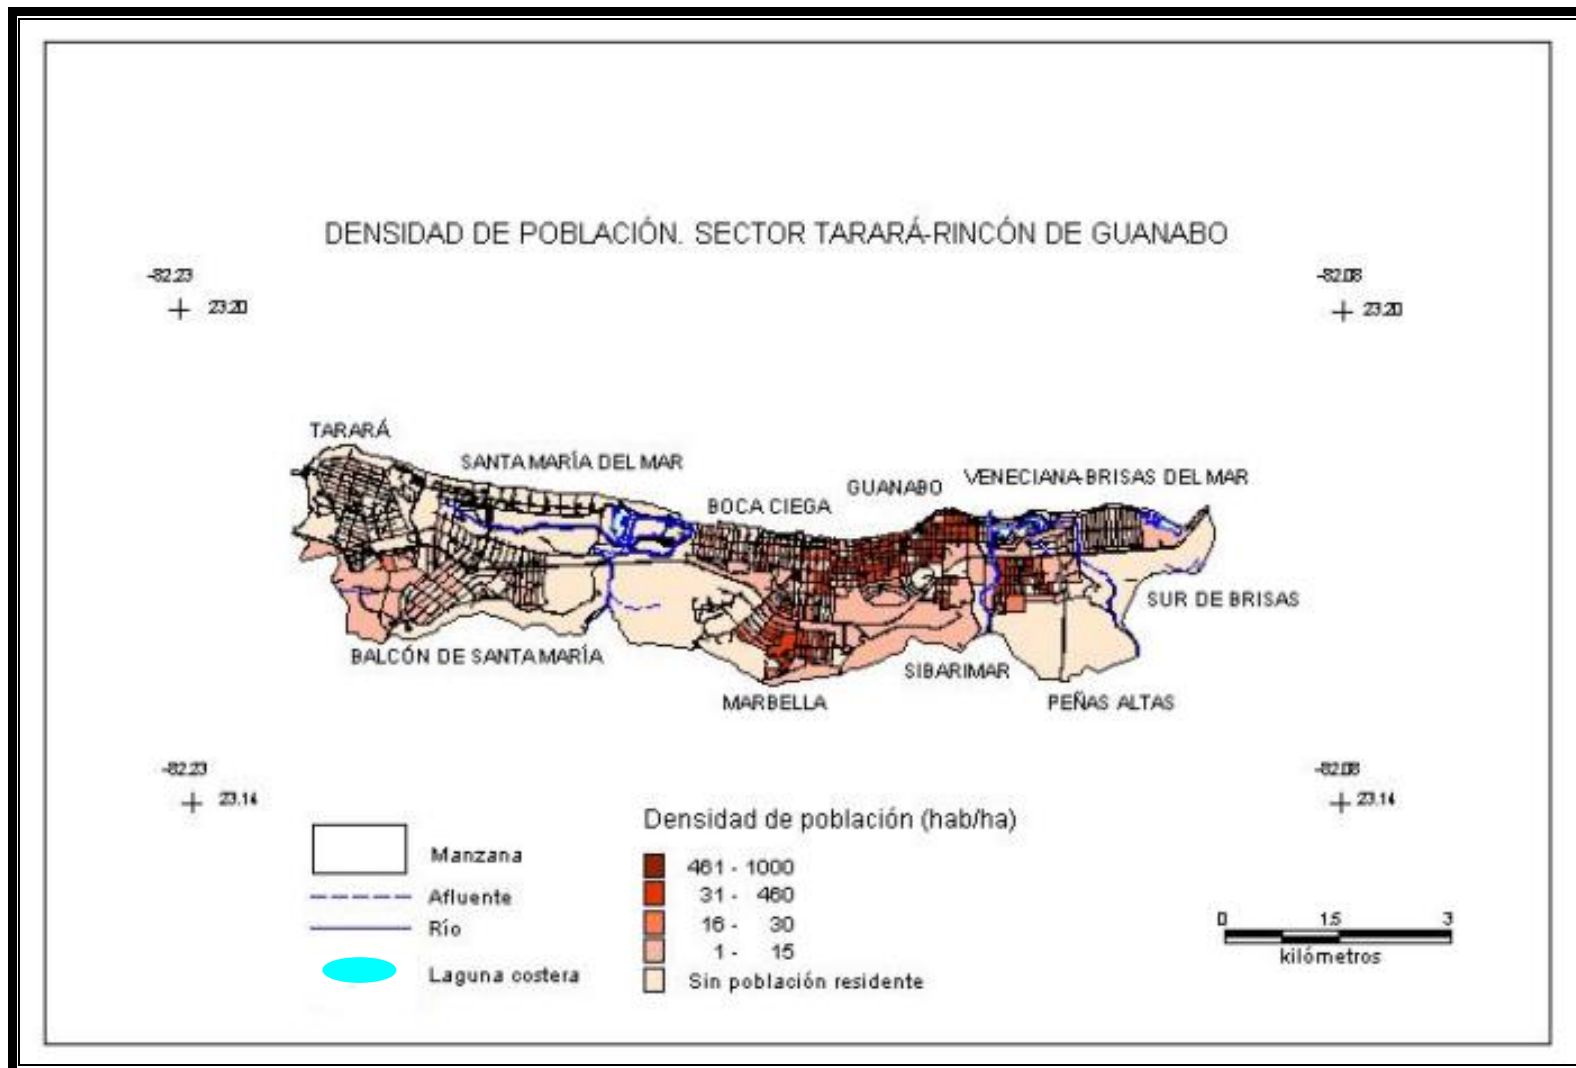 DENSIDAD DE POBLACIÓN. SECTOR TARARÁ-RINCÓN DE GUANABO
-82.23
23.20
-82.08
23.20
TARARÁ
SANTA MARÍA DEL MAR
BOCA CIEGA
GUANABO
VENECIANA-BRISAS DEL MAR
SUR DE BRISAS
BALCÓN DE SANTA MARÍA
MARBELLA
SIBARIMAR
PEÑAS ALTAS
-82.23
23.14
-82.08
23.14
Manzana
Afluente
Río
Laguna costera
Densidad de población (hab/ha)
461 - 1000
31 - 460
16 - 30
1 - 15
Sin población residente
0 1.5 3
kilómetros